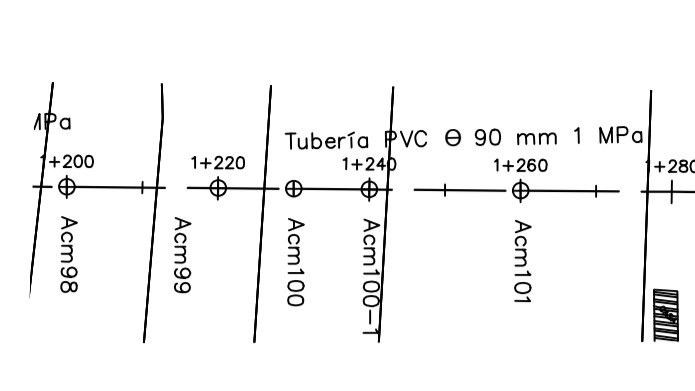 MPa
Tubería PVC Θ 90 mm 1 MPa
1+200
1+220
1+240
1+260
1+280
Acm98
Acm99
Acm100
Acm100-1
Acm101